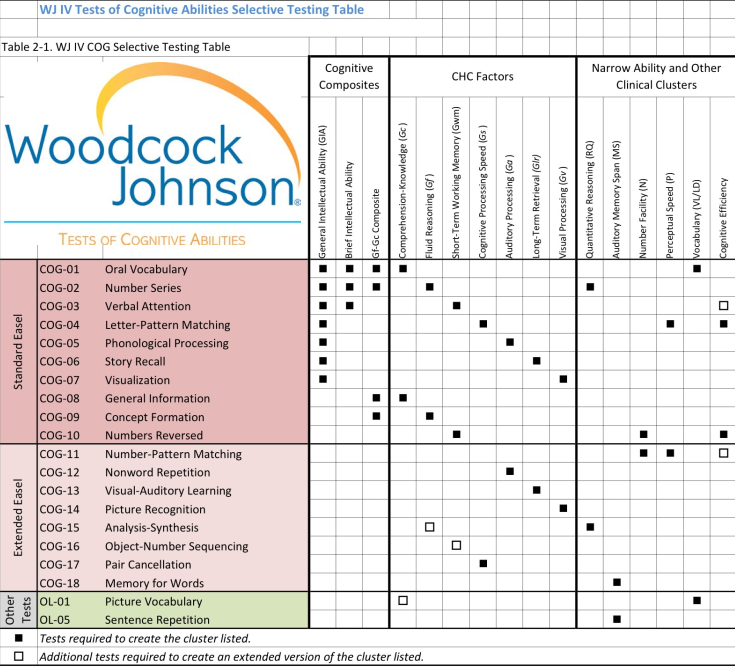 WJ IV Tests of Cognitive Abilities Selective Testing Table
Table 2-1. WJ IV COG Selective Testing Table
Cognitive Composites
CHC Factors
Narrow Ability and Other Clinical Clusters
Woodcock
Johnson®
TESTS OF COGNITIVE ABILITIES
General Intellectual Ability (GIA)
Brief Intellectual Ability
Gf-Gc Composite
Comprehension-Knowledge (Gc)
Fluid Reasoning (Gf)
Short-Term Working Memory (Gwm)
Cognitive Processing Speed (Gs)
Auditory Processing (Ga)
Long-Term Retrieval (Glr)
Visual Processing (Gv)
Quantitative Reasoning (RQ)
Auditory Memory Span (MS)
Number Facility (N)
Perceptual Speed (P)
Vocabulary (VL/LD)
Cognitive Efficiency
Standard Easel
COG-01 Oral Vocabulary ■ ■ ■ ■ ■
COG-02 Number Series ■ ■ ■ ■ ■
COG-03 Verbal Attention ■ ■ ■ □
COG-04 Letter-Pattern Matching ■ ■ ■ ■
COG-05 Phonological Processing ■ ■
COG-06 Story Recall ■ ■
COG-07 Visualization ■ ■
COG-08 General Information ■ ■
COG-09 Concept Formation ■ ■
COG-10 Numbers Reversed ■ ■ ■
Extended Easel
COG-11 Number-Pattern Matching ■ ■ □
COG-12 Nonword Repetition ■
COG-13 Visual-Auditory Learning ■
COG-14 Picture Recognition ■
COG-15 Analysis-Synthesis □ ■
COG-16 Object-Number Sequencing □
COG-17 Pair Cancellation ■
COG-18 Memory for Words ■
Other Tests
OL-01 Picture Vocabulary □ ■
OL-05 Sentence Repetition ■
■ Tests required to create the cluster listed.
□ Additional tests required to create an extended version of the cluster listed.